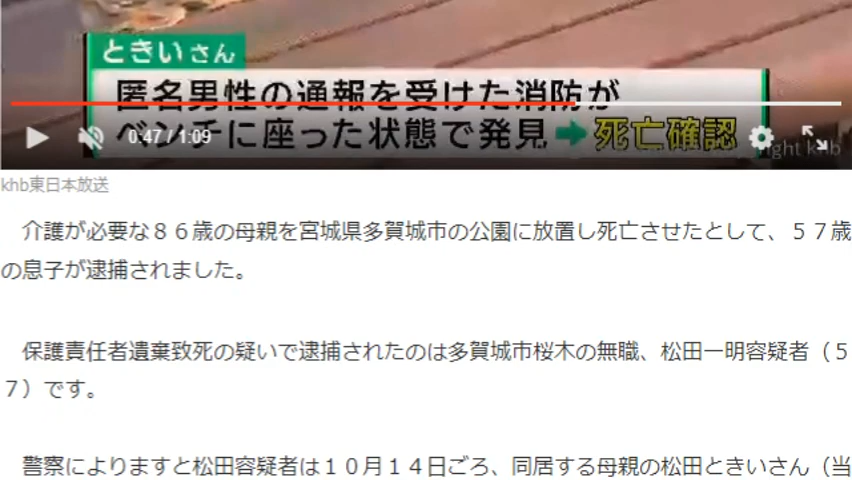 ときいさん
匿名男性の通報を受けた消防が
ベンチに座った状態で発見➡死亡確認
0:47 / 1:09
ight khb
khb東日本放送
介護が必要な８６歳の母親を宮城県多賀城市の公園に放置し死亡させたとして、５７歳
の息子が逮捕されました。
保護責任者遺棄致死の疑いで逮捕されたのは多賀城市桜木の無職、松田一明容疑者（５
７）です。
警察によりますと松田容疑者は１０月１４日ごろ、同居する母親の松田ときいさん（当